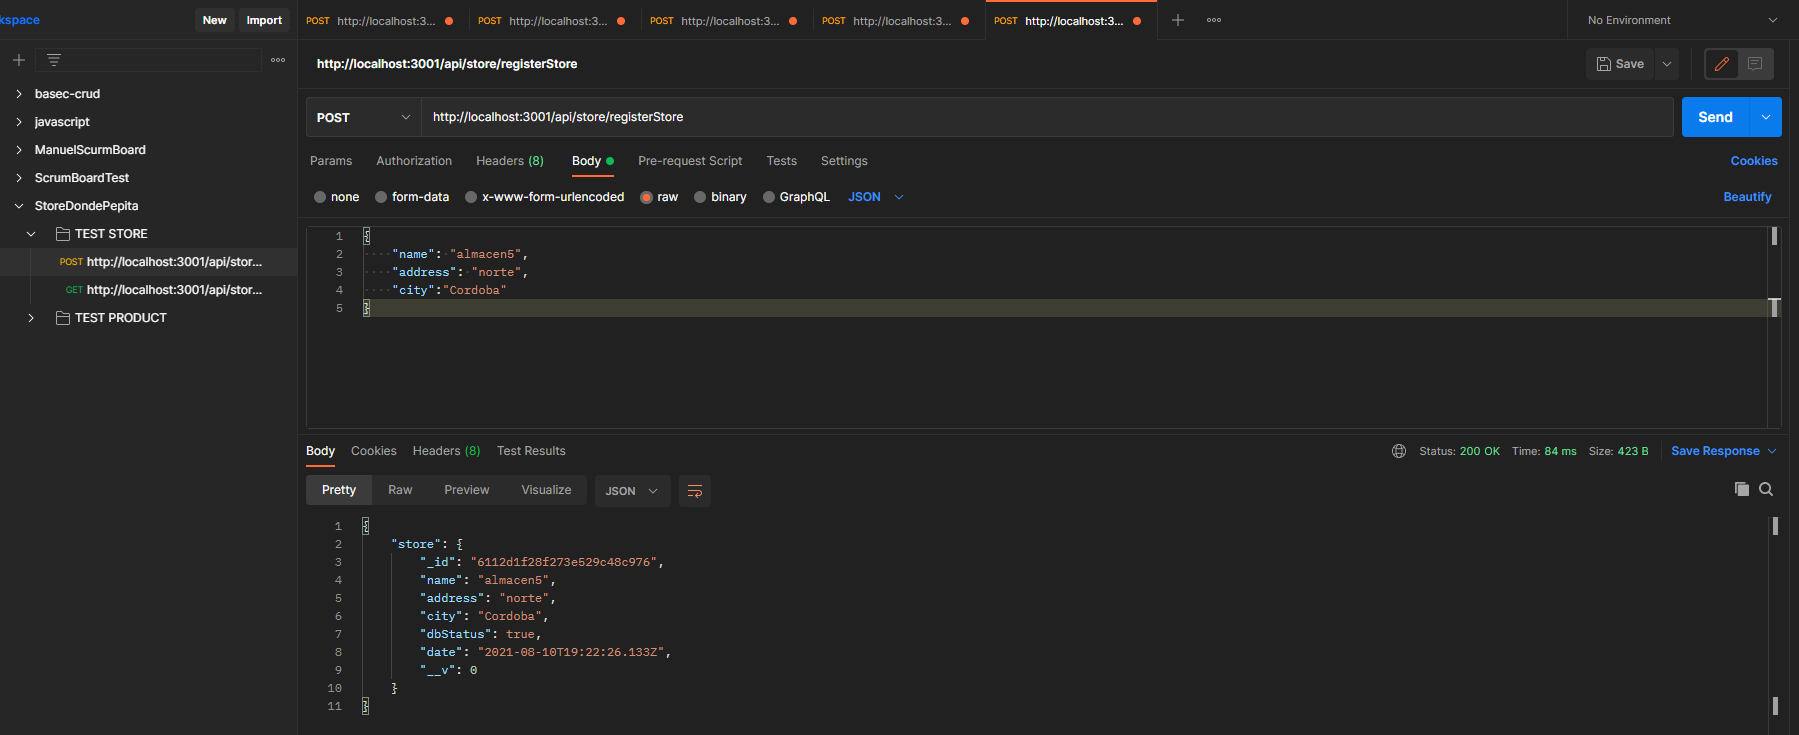 kspace
New
Import
POST http://localhost:3...
POST http://localhost:3...
POST http://localhost:3...
POST http://localhost:3...
POST http://localhost:3...
No Environment
basec-crud
javascript
ManuelScurmBoard
ScrumBoardTest
StoreDondePepita
TEST STORE
POST http://localhost:3001/api/stor...
GET http://localhost:3001/api/stor...
TEST PRODUCT
http://localhost:3001/api/store/registerStore
Save
POST
http://localhost:3001/api/store/registerStore
Send
Params
Authorization
Headers (8)
Body
Pre-request Script
Tests
Settings
Cookies
none
form-data
x-www-form-urlencoded
raw
binary
GraphQL
JSON
Beautify
1 {
2 "name": "almacen5",
3 "address": "norte",
4 "city":"Cordoba"
5 }
Body
Cookies
Headers (8)
Test Results
Status: 200 OK
Time: 84 ms
Size: 423 B
Save Response
Pretty
Raw
Preview
Visualize
JSON
1 {
2 "store": {
3 "_id": "6112d1f28f273e529c48c976",
4 "name": "almacen5",
5 "address": "norte",
6 "city": "Cordoba",
7 "dbStatus": true,
8 "date": "2021-08-10T19:22:26.133Z",
9 "__v": 0
10 }
11 }